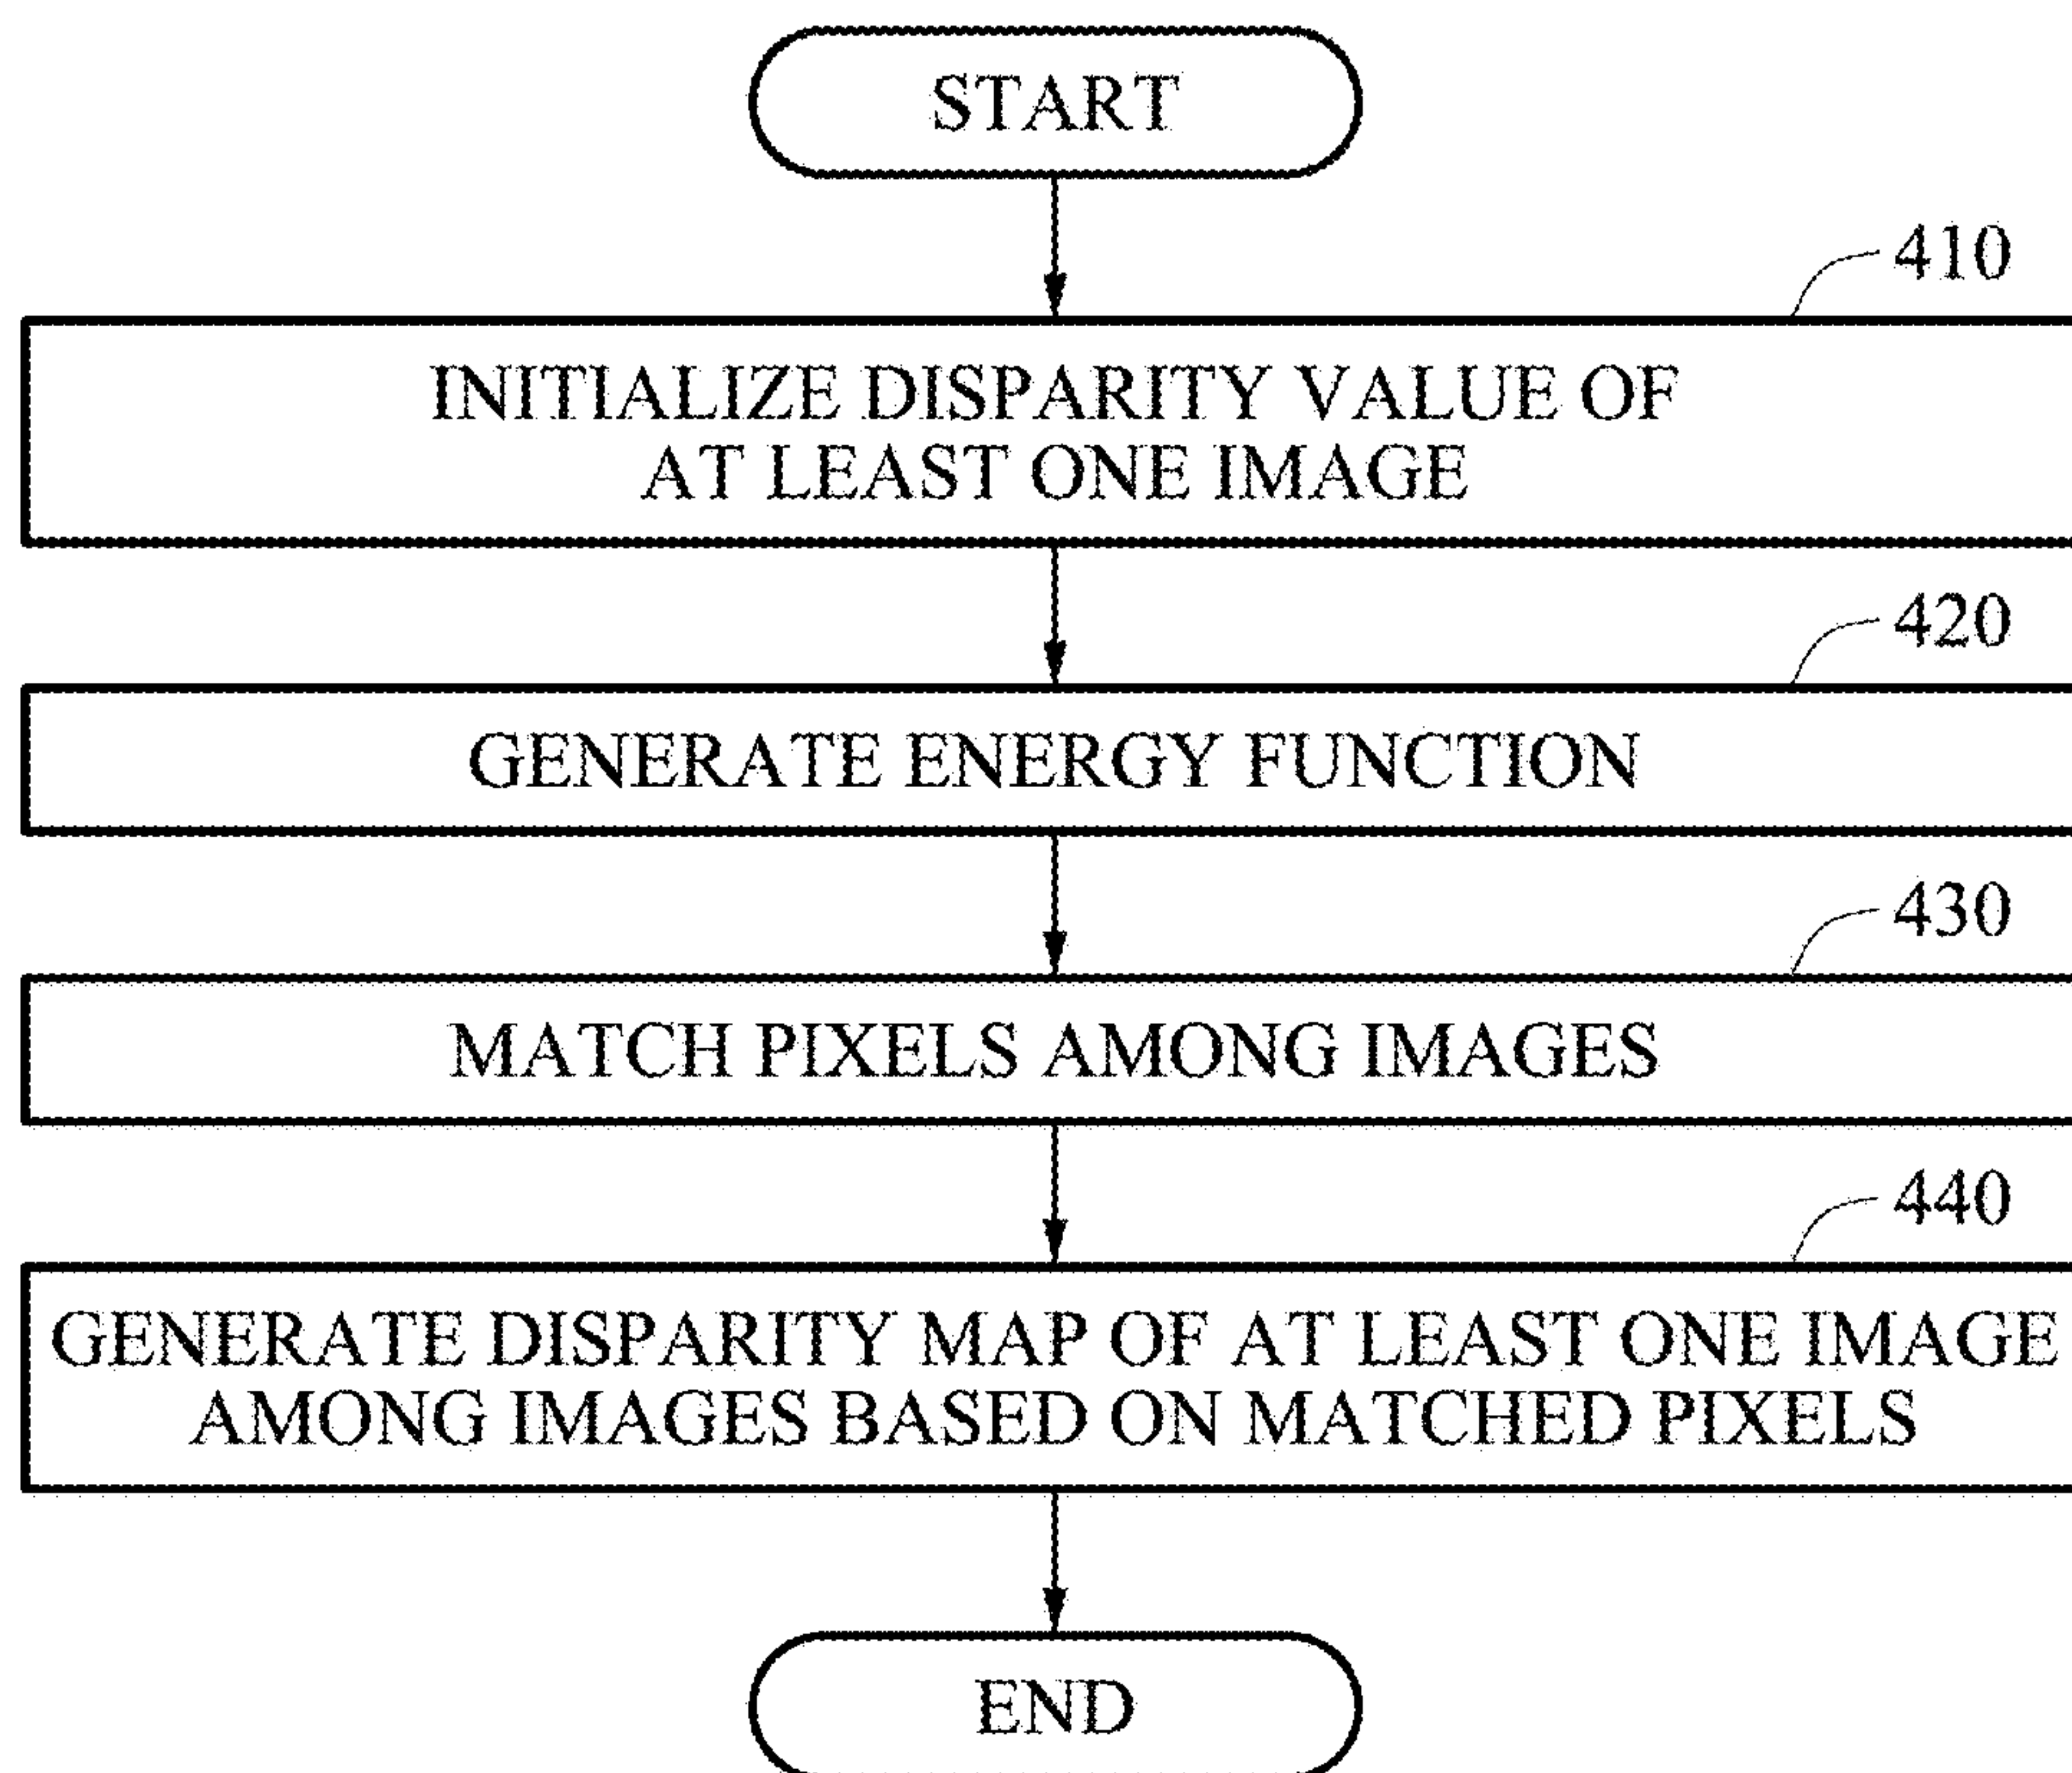 START
410
INITIALIZE DISPARITY VALUE OF
AT LEAST ONE IMAGE
420
GENERATE ENERGY FUNCTION
430
MATCH PIXELS AMONG IMAGES
440
GENERATE DISPARITY MAP OF AT LEAST ONE IMAGE
AMONG IMAGES BASED ON MATCHED PIXELS
END